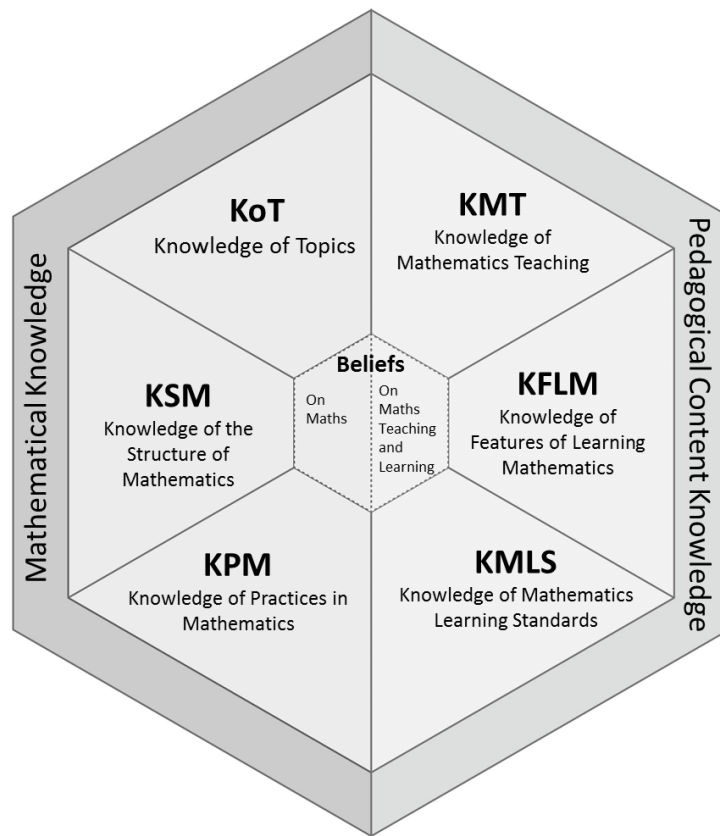 Mathematical Knowledge
KoT
Knowledge of Topics
KSM
Knowledge of the
Structure of
Mathematics
KPM
Knowledge of Practices in
Mathematics
Beliefs
On
Maths
On
Maths
Teaching
and
Learning
KMT
Knowledge of
Mathematics Teaching
KFLM
Knowledge of
Features of Learning
Mathematics
KMLS
Knowledge of Mathematics
Learning Standards
Pedagogical Content Knowledge